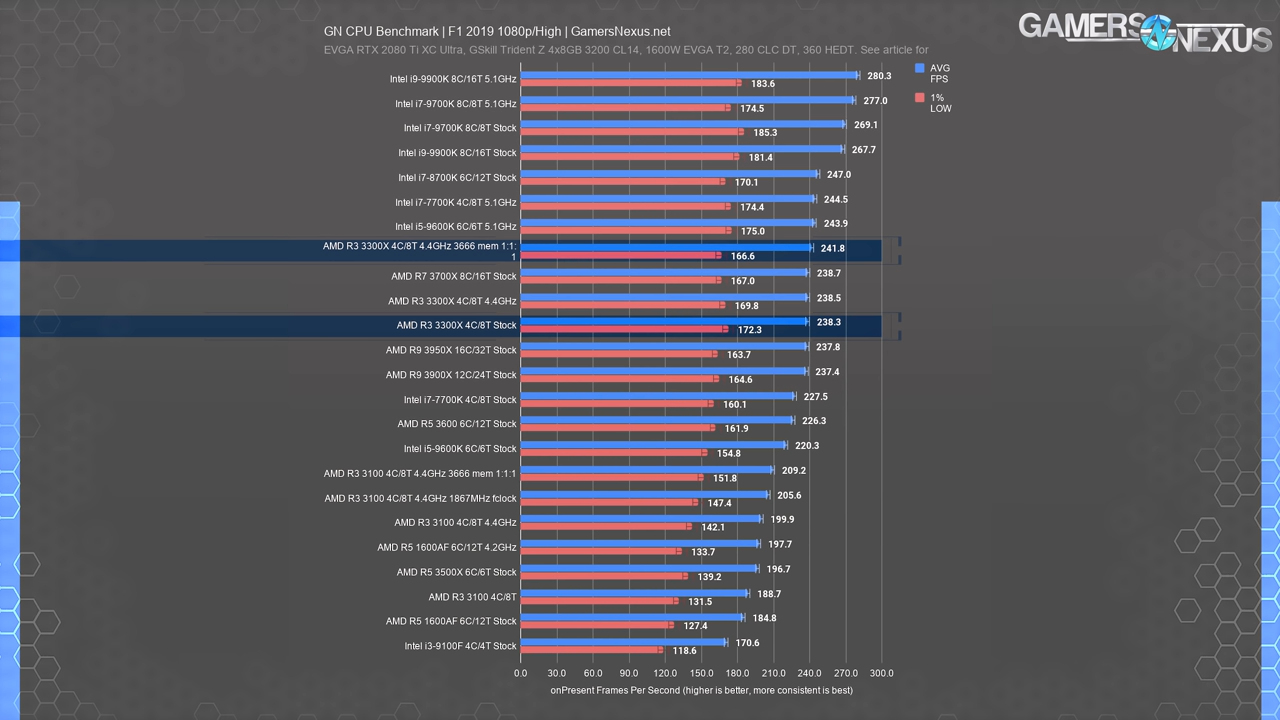 GN CPU Benchmark | F1 2019 1080p/High | GamersNexus.net
EVGA RTX 2080 Ti XC Ultra, GSkill Trident Z 4x8GB 3200 CL14, 1600W EVGA T2, 280 CLC DT, 360 HEDT. See article for
GAMERS NEXUS
AVG FPS
1% LOW
Intel i9-9900K 8C/16T 5.1GHz 280.3 183.6
Intel i7-9700K 8C/8T 5.1GHz 277.0 174.5
Intel i7-9700K 8C/8T Stock 269.1 185.3
Intel i9-9900K 8C/16T Stock 267.7 181.4
Intel i7-8700K 6C/12T Stock 247.0 170.1
Intel i7-7700K 4C/8T 5.1GHz 244.5 174.4
Intel i5-9600K 6C/6T 5.1GHz 243.9 175.0
AMD R3 3300X 4C/8T 4.4GHz 3666 mem 1:1:1 241.8 166.6
AMD R7 3700X 8C/16T Stock 238.7 167.0
AMD R3 3300X 4C/8T 4.4GHz 238.5 169.8
AMD R3 3300X 4C/8T Stock 238.3 172.3
AMD R9 3950X 16C/32T Stock 237.8 163.7
AMD R9 3900X 12C/24T Stock 237.4 164.6
Intel i7-7700K 4C/8T Stock 227.5 160.1
AMD R5 3600 6C/12T Stock 226.3 161.9
Intel i5-9600K 6C/6T Stock 220.3 154.8
AMD R3 3100 4C/8T 4.4GHz 3666 mem 1:1:1 209.2 151.8
AMD R3 3100 4C/8T 4.4GHz 1867MHz fclock 205.6 147.4
AMD R3 3100 4C/8T 4.4GHz 199.9 142.1
AMD R5 1600AF 6C/12T 4.2GHz 197.7 133.7
AMD R5 3500X 6C/6T Stock 196.7 139.2
AMD R3 3100 4C/8T 188.7 131.5
AMD R5 1600AF 6C/12T Stock 184.8 127.4
Intel i3-9100F 4C/4T Stock 170.6 118.6
0.0 30.0 60.0 90.0 120.0 150.0 180.0 210.0 240.0 270.0 300.0
onPresent Frames Per Second (higher is better, more consistent is best)